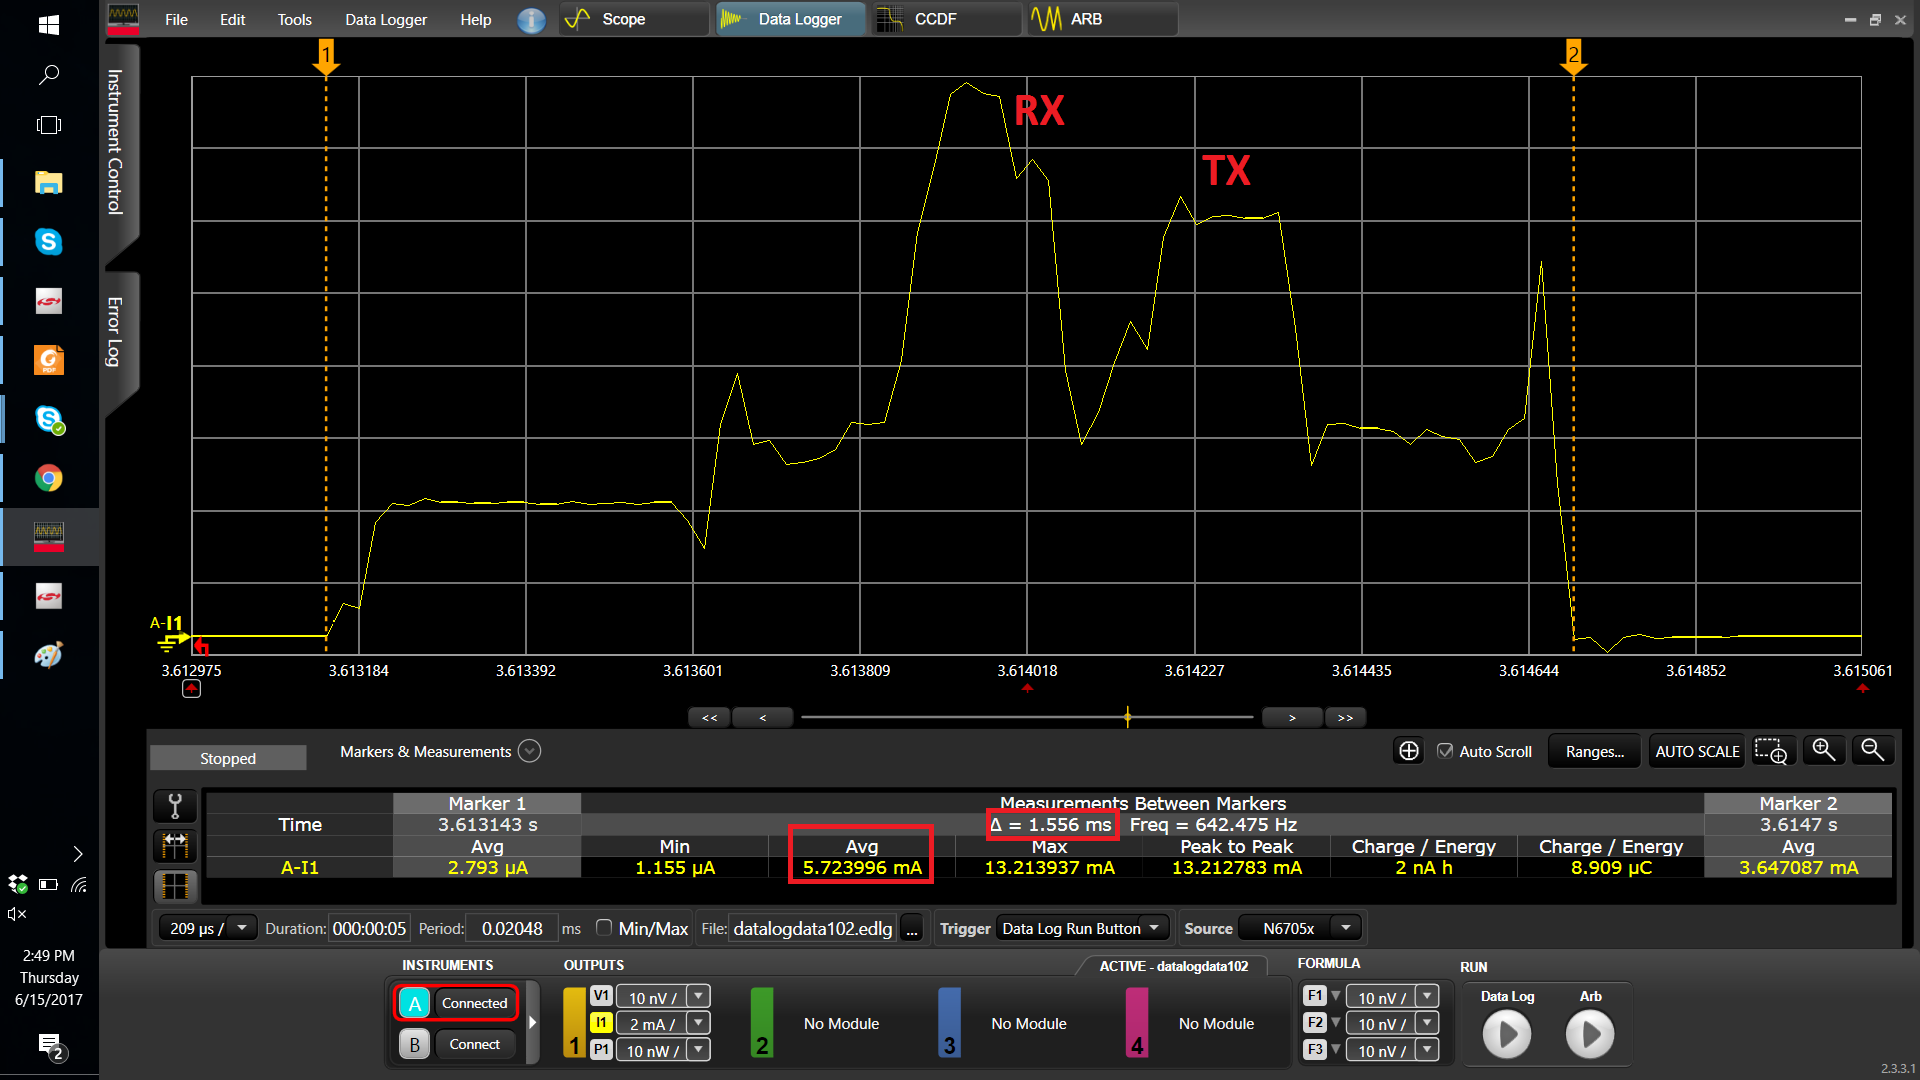 File Edit Tools Data Logger Help Scope Data Logger CCDF ARB
1 2
Instrument Control
Error Log
RX
TX
A-I1
3.612975 3.613184 3.613392 3.613601 3.613809 3.614018 3.614227 3.614435 3.614644 3.614852 3.615061
<< < > >>
Stopped Markers & Measurements Auto Scroll Ranges... AUTO SCALE
Marker 1 Measurements Between Markers Marker 2
Time 3.613143 s Δ = 1.556 ms Freq = 642.475 Hz 3.6147 s
Avg Min Avg Max Peak to Peak Charge / Energy Charge / Energy Avg
A-I1 2.793 µA 1.155 µA 5.723996 mA 13.213937 mA 13.212783 mA 2 nA h 8.909 µC 3.647087 mA
209 µs / Duration: 000:00:05 Period: 0.02048 ms Min/Max File: datalogdata102.edlg ... Trigger Data Log Run Button Source N6705x
INSTRUMENTS OUTPUTS ACTIVE - datalogdata102 FORMULA RUN
A Connected
B Connect
1 V1 10 nV /
I1 2 mA /
P1 10 nW /
2 No Module
3 No Module
4 No Module
F1 10 nV /
F2 10 nV /
F3 10 nV /
Data Log Arb
2.3.3.1
2:49 PM
Thursday
6/15/2017
2